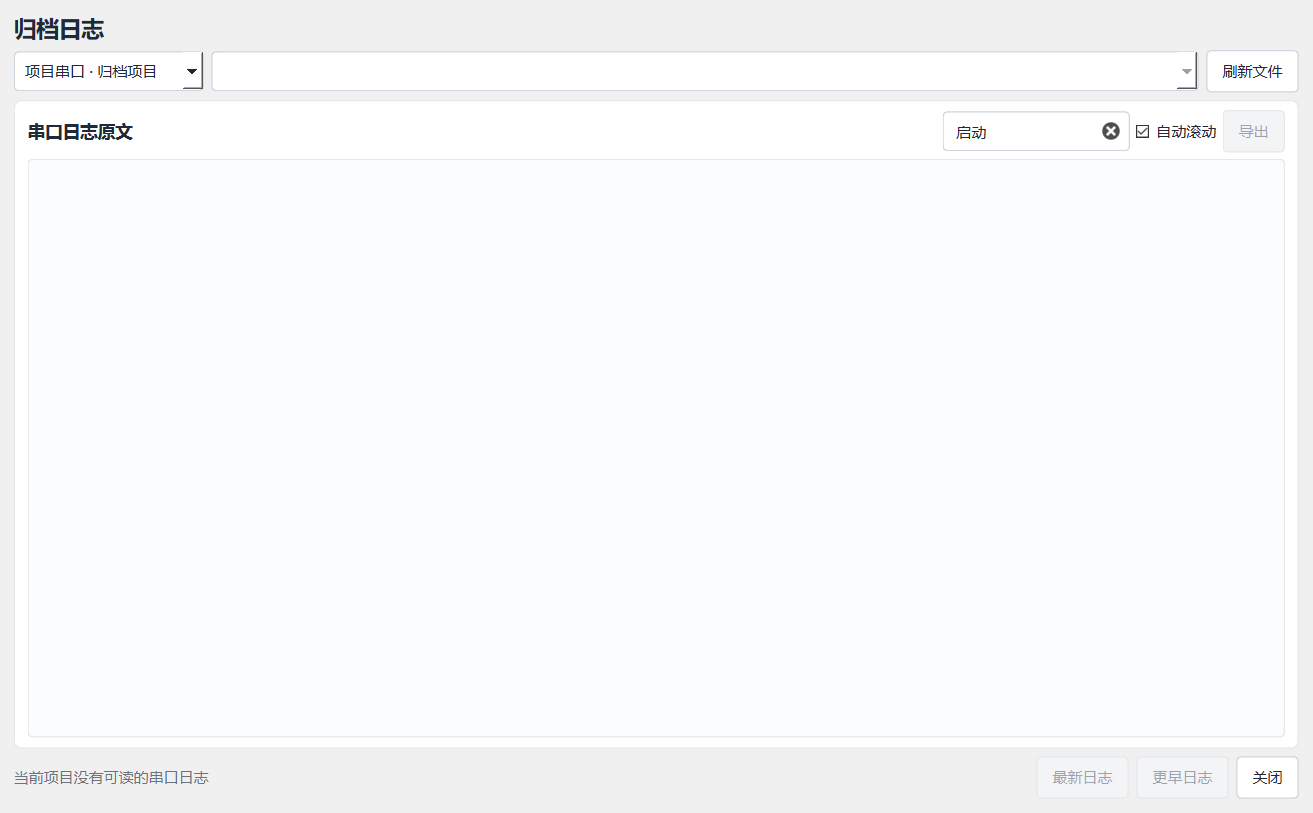 归档日志
项目串口 · 归档项目
刷新文件
串口日志原文
启动
自动滚动
导出
当前项目没有可读的串口日志
最新日志
更早日志
关闭